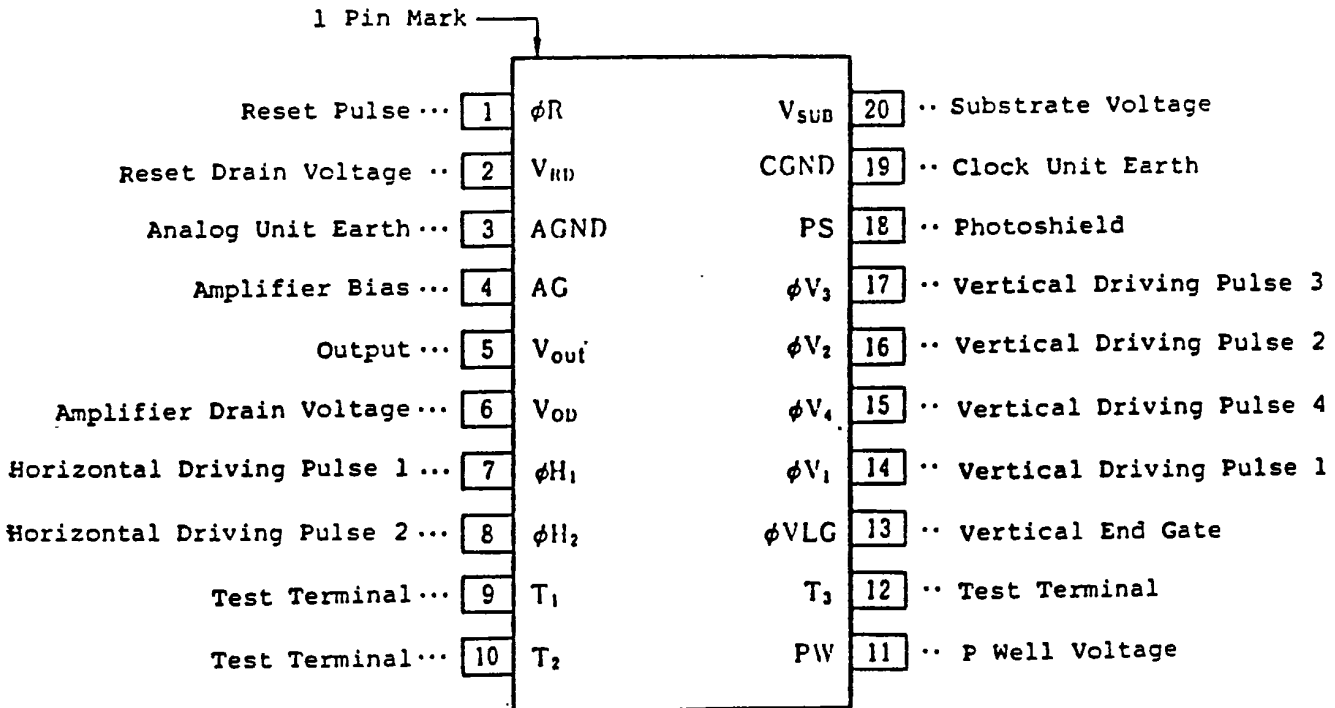 1 Pin Mark
Reset Pulse ··· 1 φR VSUB 20 ·· Substrate Voltage
Reset Drain Voltage ·· 2 VRD CGND 19 ·· Clock Unit Earth
Analog Unit Earth ··· 3 AGND PS 18 ·· Photoshield
Amplifier Bias ··· 4 AG φV3 17 ·· Vertical Driving Pulse 3
Output ··· 5 Vout φV2 16 ·· Vertical Driving Pulse 2
Amplifier Drain Voltage ··· 6 VOD φV4 15 ·· Vertical Driving Pulse 4
Horizontal Driving Pulse 1 ··· 7 φH1 φV1 14 ·· Vertical Driving Pulse 1
Horizontal Driving Pulse 2 ··· 8 φH2 φVLG 13 ·· Vertical End Gate
Test Terminal ··· 9 T1 T3 12 ·· Test Terminal
Test Terminal ··· 10 T2 PW 11 ·· P Well Voltage